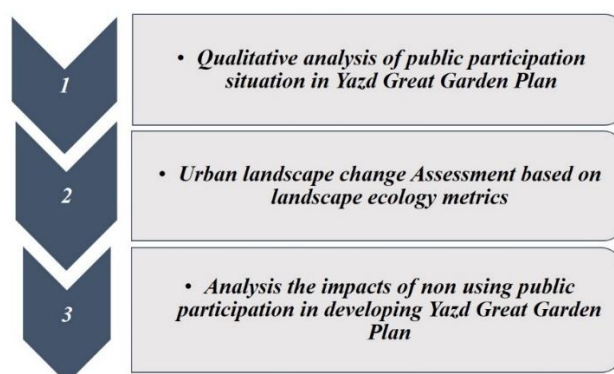 1
• Qualitative analysis of public participation
situation in Yazd Great Garden Plan
2
• Urban landscape change Assessment based on
landscape ecology metrics
3
• Analysis the impacts of non using public
participation in developing Yazd Great Garden
Plan